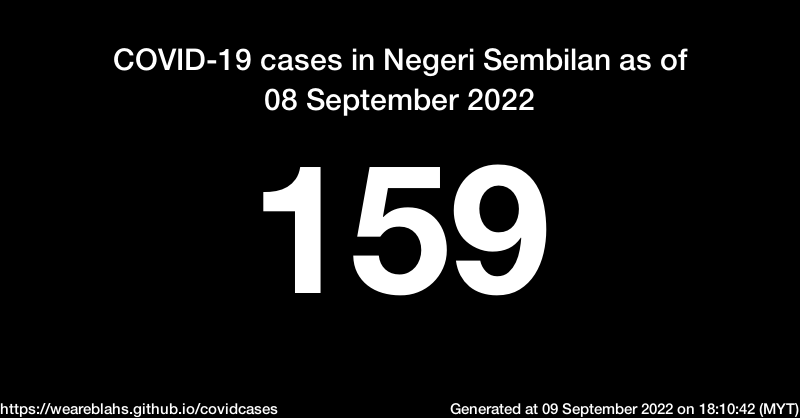 COVID-19 cases in Negeri Sembilan as of
08 September 2022
159
https://weareblahs.github.io/covidcases
Generated at 09 September 2022 on 18:10:42 (MYT)